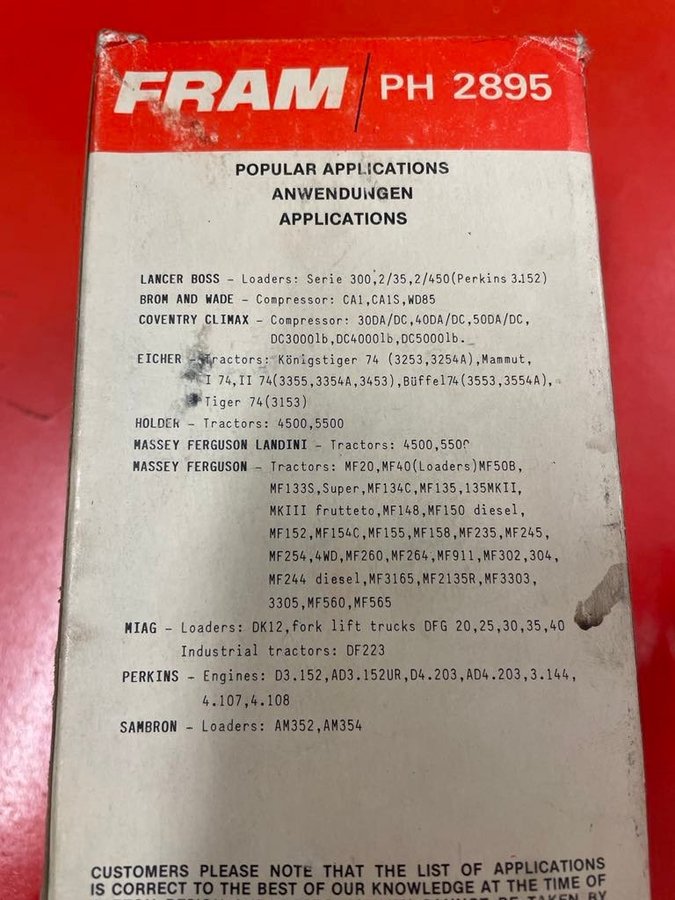 FRAM / PH 2895
POPULAR APPLICATIONS
ANWENDUNGEN
APPLICATIONS
LANCER BOSS – Loaders: Serie 300,2/35,2/450(Perkins 3.152)
BROM AND WADE – Compressor: CA1,CA1S,WD85
COVENTRY CLIMAX – Compressor: 30DA/DC,40DA/DC,50DA/DC,
DC3000lb,DC4000lb,DC5000lb.
EICHER – Tractors: Königstiger 74 (3253,3254A),Mammut,
I 74,II 74(3355,3354A,3453),Büffel74(3553,3554A),
Tiger 74(3153)
HOLDER – Tractors: 4500,5500
MASSEY FERGUSON LANDINI – Tractors: 4500,5500
MASSEY FERGUSON – Tractors: MF20,MF40(Loaders)MF50B,
MF133S,Super,MF134C,MF135,135MKII,
MKIII frutteto,MF148,MF150 diesel,
MF152,MF154C,MF155,MF158,MF235,MF245,
MF254,4WD,MF260,MF264,MF911,MF302,304,
MF244 diesel,MF3165,MF2135R,MF3303,
3305,MF560,MF565
MIAG – Loaders: DK12,fork lift trucks DFG 20,25,30,35,40
Industrial tractors: DF223
PERKINS – Engines: D3.152,AD3.152UR,D4.203,AD4.203,3.144,
4.107,4.108
SAMBRON – Loaders: AM352,AM354
CUSTOMERS PLEASE NOTE THAT THE LIST OF APPLICATIONS
IS CORRECT TO THE BEST OF OUR KNOWLEDGE AT THE TIME OF